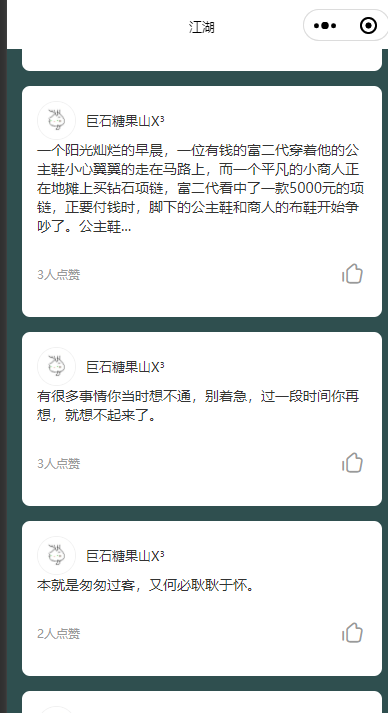 江湖
巨石糖果山X³
一个阳光灿烂的早晨，一位有钱的富二代穿着他的公
主鞋小心翼翼的走在马路上，而一个平凡的小商人正
在地摊上买钻石项链，富二代看中了一款5000元的项
链，正要付钱时，脚下的公主鞋和商人的布鞋开始争
吵了。公主鞋...
3人点赞
巨石糖果山X³
有很多事情你当时想不通，别着急，过一段时间你再
想，就想不起来了。
3人点赞
巨石糖果山X³
本就是匆匆过客，又何必耿耿于怀。
2人点赞